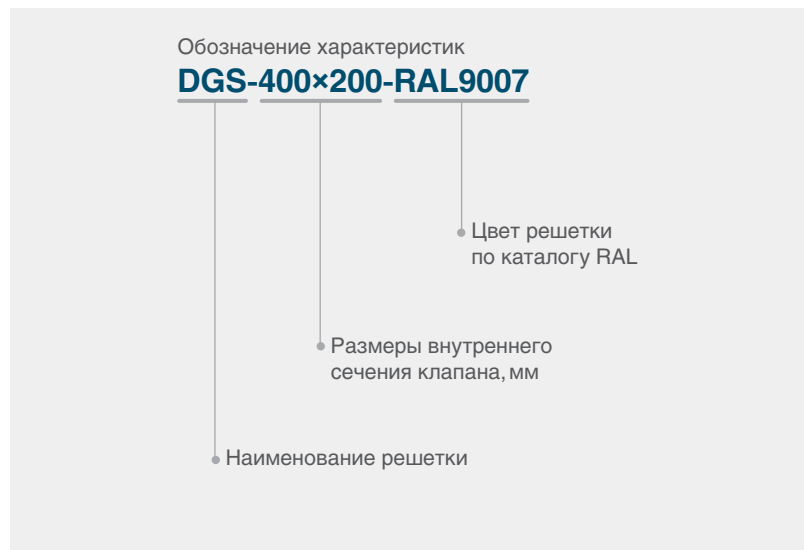 Обозначение характеристик
DGS-400×200-RAL9007
Цвет решетки
по каталогу RAL
Размеры внутреннего
сечения клапана, мм
Наименование решетки